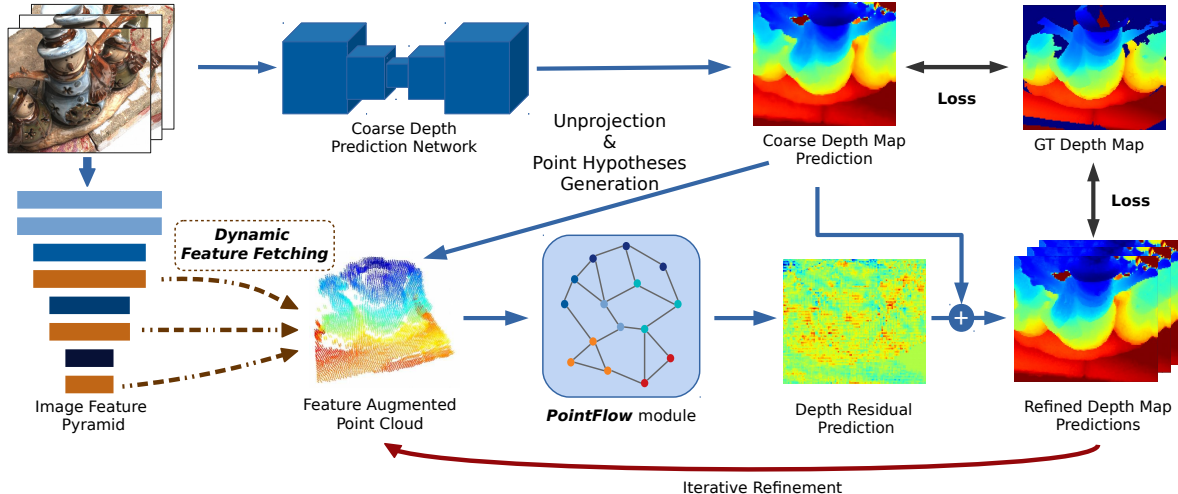 Coarse Depth
Prediction Network
Unprojection
&
Point Hypotheses
Generation
Coarse Depth Map
Prediction
Loss
GT Depth Map
Loss
Dynamic
Feature Fetching
Image Feature
Pyramid
Feature Augmented
Point Cloud
PointFlow module
Depth Residual
Prediction
+
Refined Depth Map
Predictions
Iterative Refinement